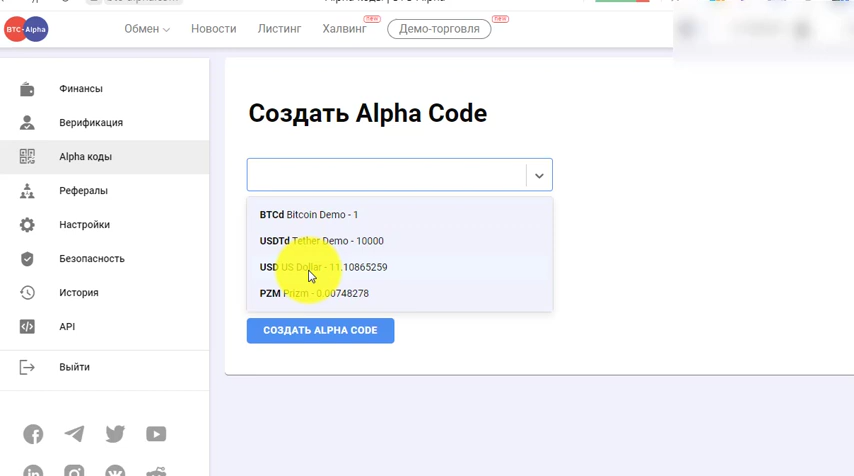 BTC-Alpha
Обмен
Новости
Листинг
Халвинг
new
Демо-торговля
new
Финансы
Верификация
Alpha коды
Рефералы
Настройки
Безопасность
История
API
Выйти
Создать Alpha Code
BTCd Bitcoin Demo - 1
USDTd Tether Demo - 10000
USD US Dollar - 11.10865259
PZM Prizm - 0.00748278
СОЗДАТЬ ALPHA CODE